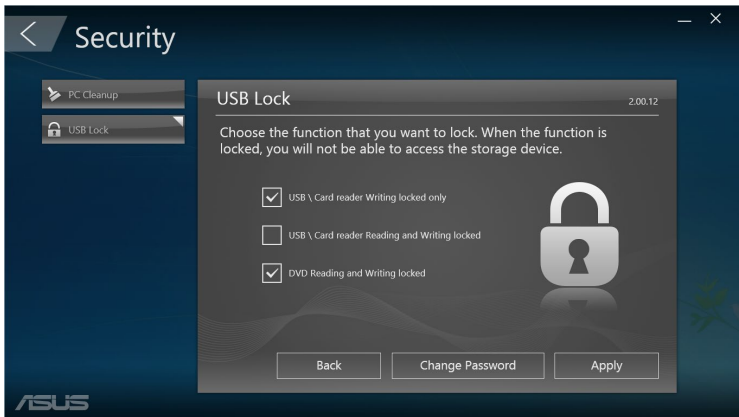 Security
PC Cleanup
USB Lock
USB Lock
2.00.12
Choose the function that you want to lock. When the function is
locked, you will not be able to access the storage device.
USB \ Card reader Writing locked only
USB \ Card reader Reading and Writing locked
DVD Reading and Writing locked
Back
Change Password
Apply
ASUS